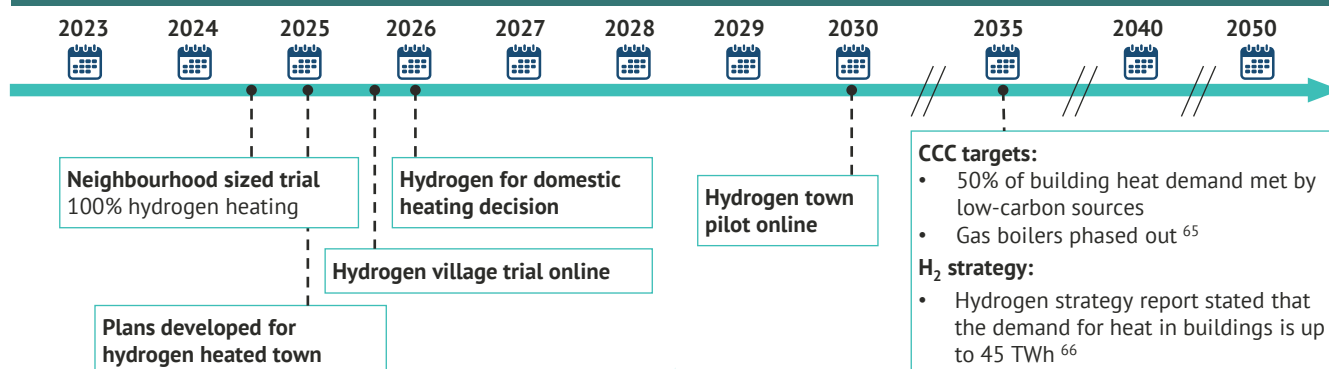 2023 2024 2025 2026 2027 2028 2029 2030 2035 2040 2050
Neighbourhood sized trial
100% hydrogen heating
Plans developed for
hydrogen heated town
Hydrogen village trial online
Hydrogen for domestic
heating decision
Hydrogen town
pilot online
CCC targets:
• 50% of building heat demand met by
low-carbon sources
• Gas boilers phased out ⁶⁵
H₂ strategy:
• Hydrogen strategy report stated that
the demand for heat in buildings is up
to 45 TWh ⁶⁶